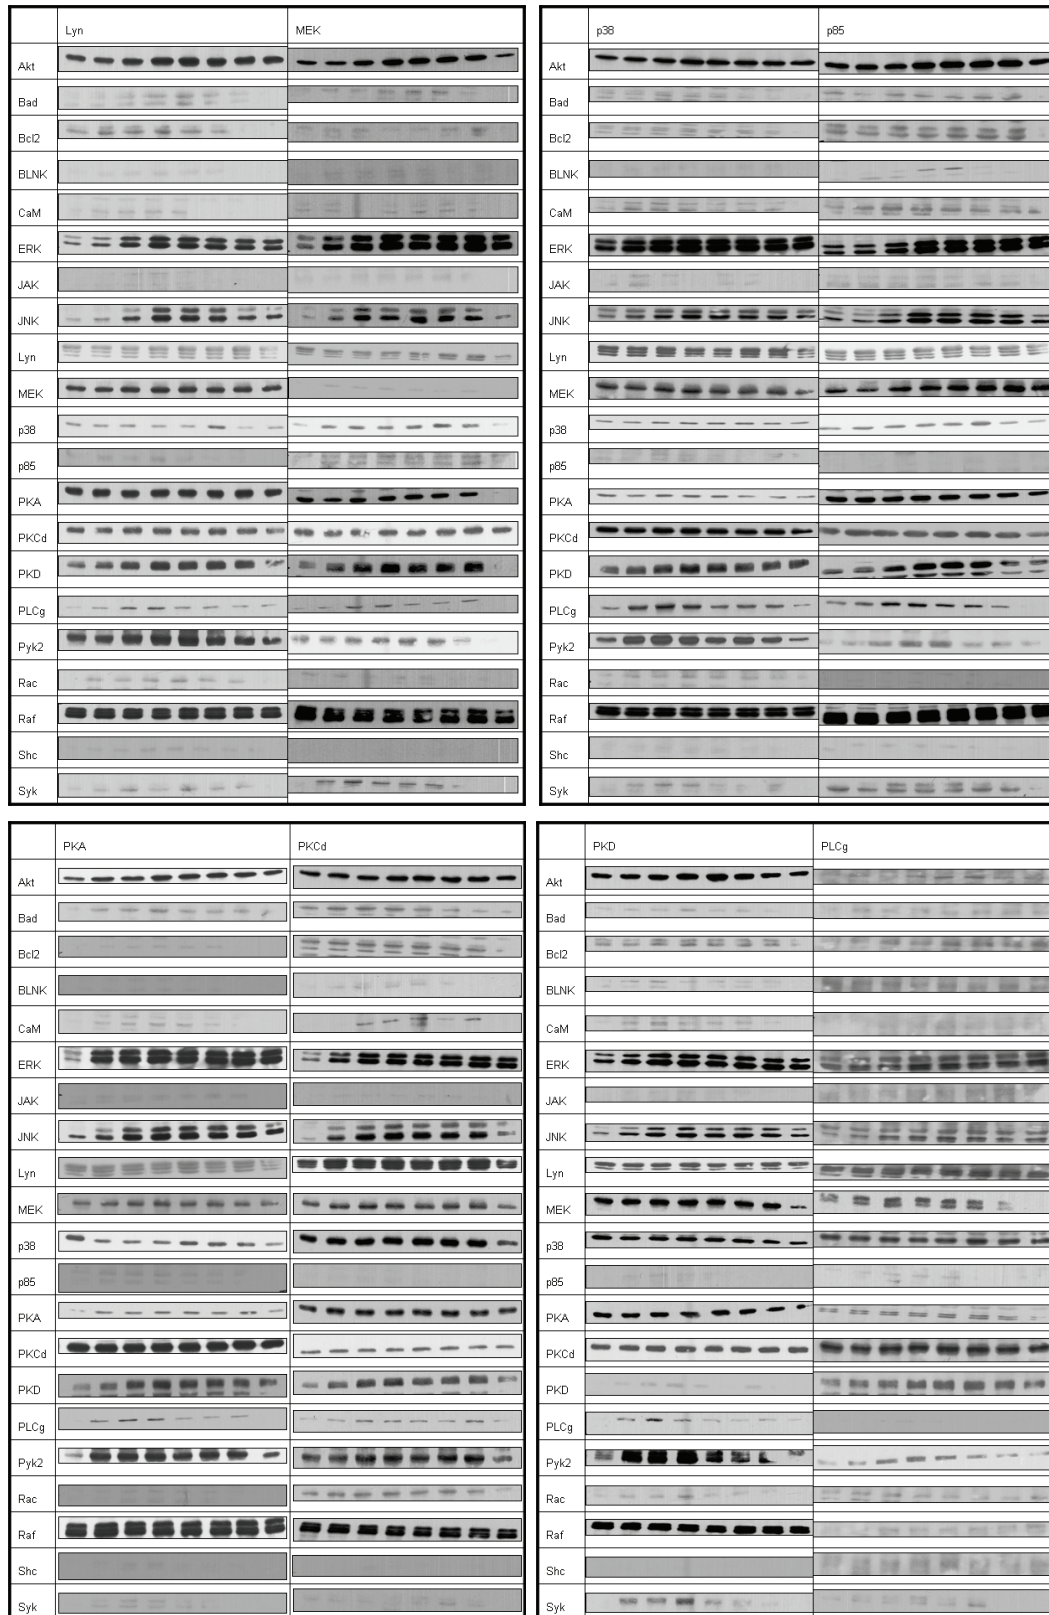 Lyn MEK
Akt
Bad
Bcl2
BLNK
CaM
ERK
JAK
JNK
Lyn
MEK
p38
p85
PKA
PKCd
PKD
PLCg
Pyk2
Rac
Raf
Shc
Syk
p38 p85
Akt
Bad
Bcl2
BLNK
CaM
ERK
JAK
JNK
Lyn
MEK
p38
p85
PKA
PKCd
PKD
PLCg
Pyk2
Rac
Raf
Shc
Syk
PKA PKCd
Akt
Bad
Bcl2
BLNK
CaM
ERK
JAK
JNK
Lyn
MEK
p38
p85
PKA
PKCd
PKD
PLCg
Pyk2
Rac
Raf
Shc
Syk
PKD PLCg
Akt
Bad
Bcl2
BLNK
CaM
ERK
JAK
JNK
Lyn
MEK
p38
p85
PKA
PKCd
PKD
PLCg
Pyk2
Rac
Raf
Shc
Syk